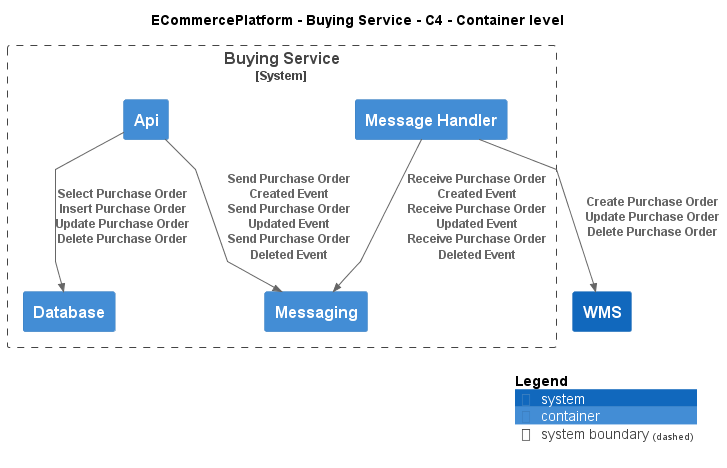 ECommercePlatform - Buying Service - C4 - Container level
Buying Service
[System]
Api
Message Handler
Select Purchase Order
Insert Purchase Order
Update Purchase Order
Delete Purchase Order
Send Purchase Order
Created Event
Send Purchase Order
Updated Event
Send Purchase Order
Deleted Event
Receive Purchase Order
Created Event
Receive Purchase Order
Updated Event
Receive Purchase Order
Deleted Event
Create Purchase Order
Update Purchase Order
Delete Purchase Order
Database
Messaging
WMS
Legend
system
container
system boundary (dashed)